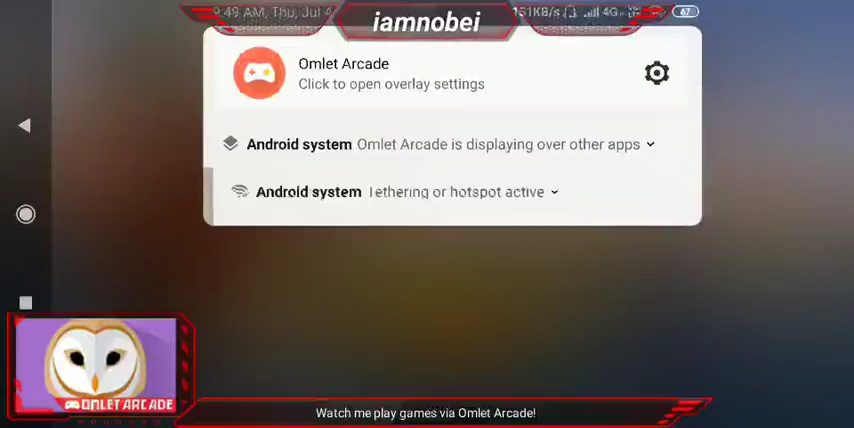 9:49 AM, Thu, Jul 4
iamnobei
151KB/s
4G
67
Omlet Arcade
Click to open overlay settings
Android system Omlet Arcade is displaying over other apps
Android system Tethering or hotspot active
OMLET ARCADE
Watch me play games via Omlet Arcade!